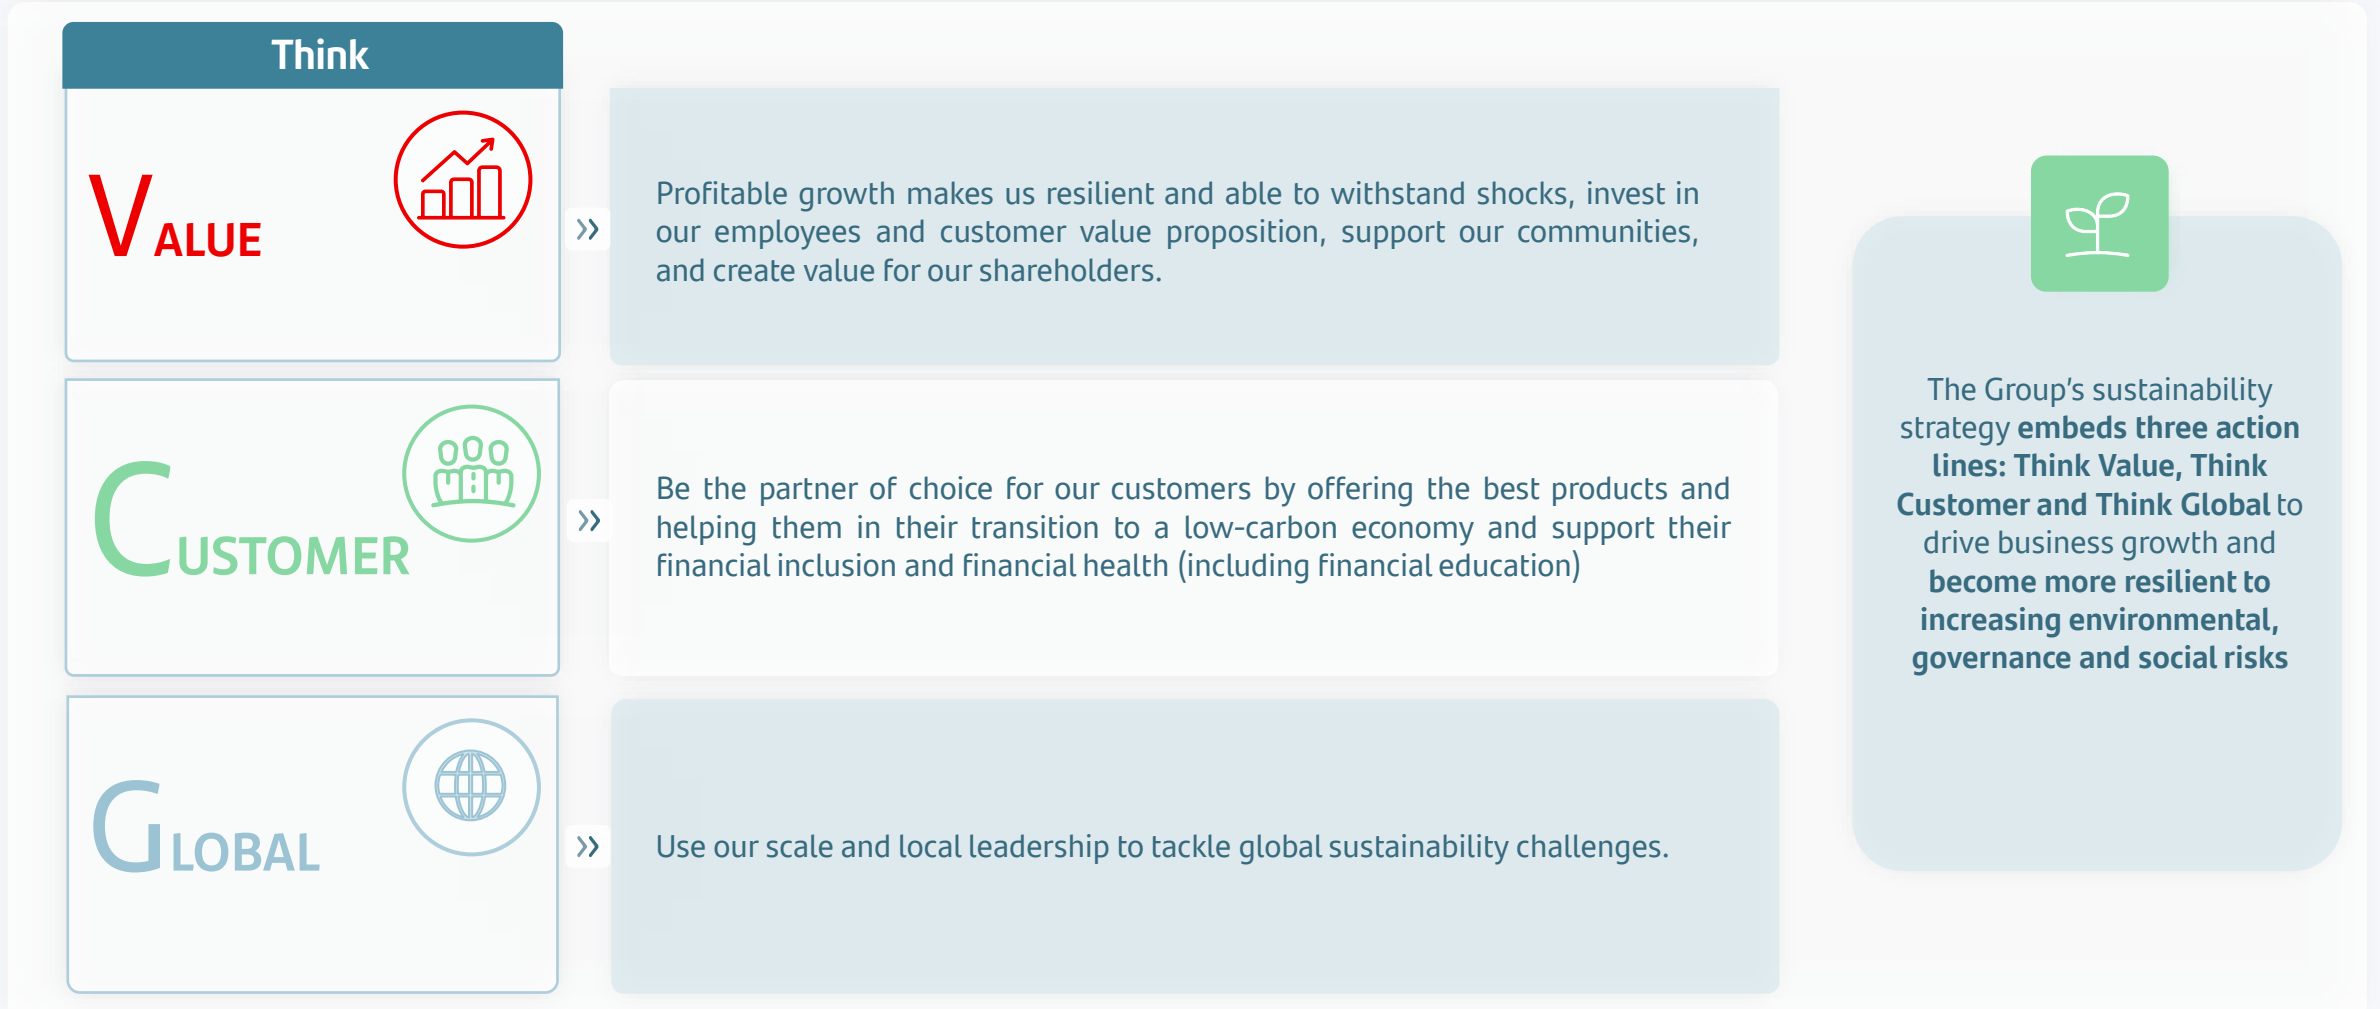 Think
VALUE
Profitable growth makes us resilient and able to withstand shocks, invest in
our employees and customer value proposition, support our communities,
and create value for our shareholders.
CUSTOMER
Be the partner of choice for our customers by offering the best products and
helping them in their transition to a low-carbon economy and support their
financial inclusion and financial health (including financial education)
GLOBAL
Use our scale and local leadership to tackle global sustainability challenges.
The Group’s sustainability
strategy embeds three action
lines: Think Value, Think
Customer and Think Global to
drive business growth and
become more resilient to
increasing environmental,
governance and social risks